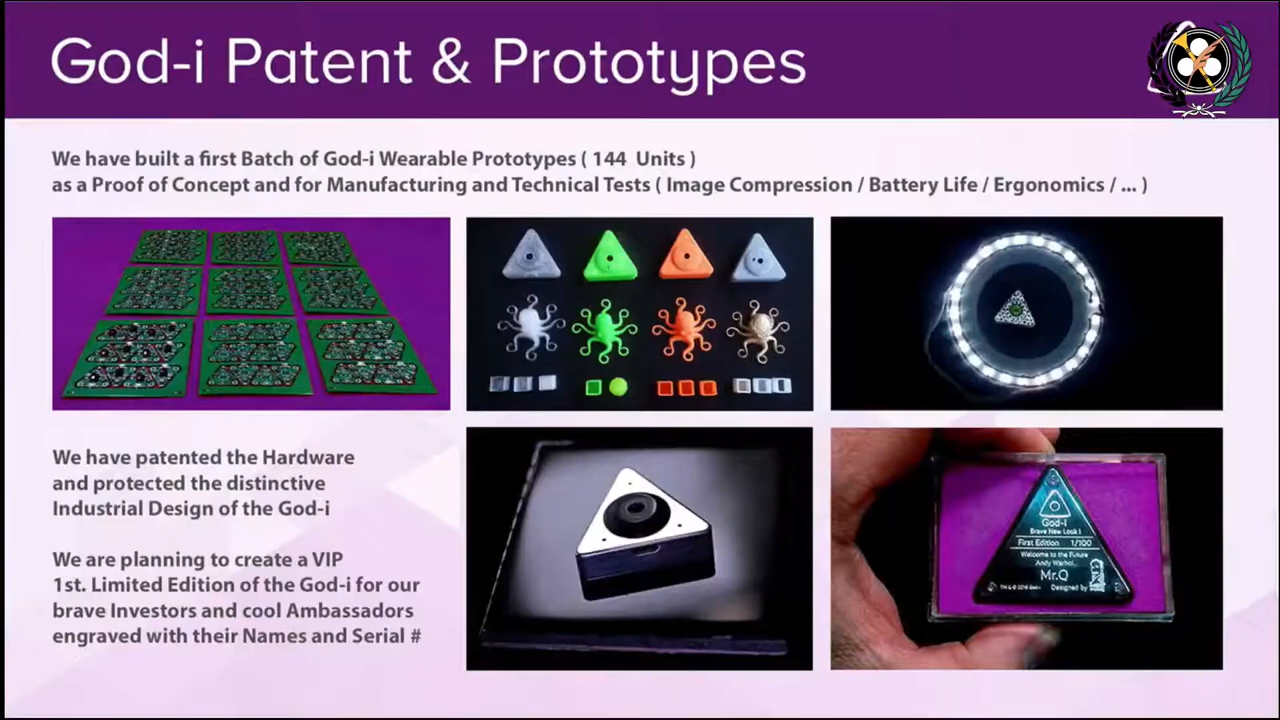 God-i Patent & Prototypes
We have built a first Batch of God-i Wearable Prototypes ( 144 Units )
as a Proof of Concept and for Manufacturing and Technical Tests ( Image Compression / Battery Life / Ergonomics / ... )
We have patented the Hardware
and protected the distinctive
Industrial Design of the God-i
We are planning to create a VIP
1st. Limited Edition of the God-i for our
brave Investors and cool Ambassadors
engraved with their Names and Serial #
God-i
Brave New Look !
First Edition 1/100
Welcome to the Future
Andy Warhol..
Mr.Q
Designed by